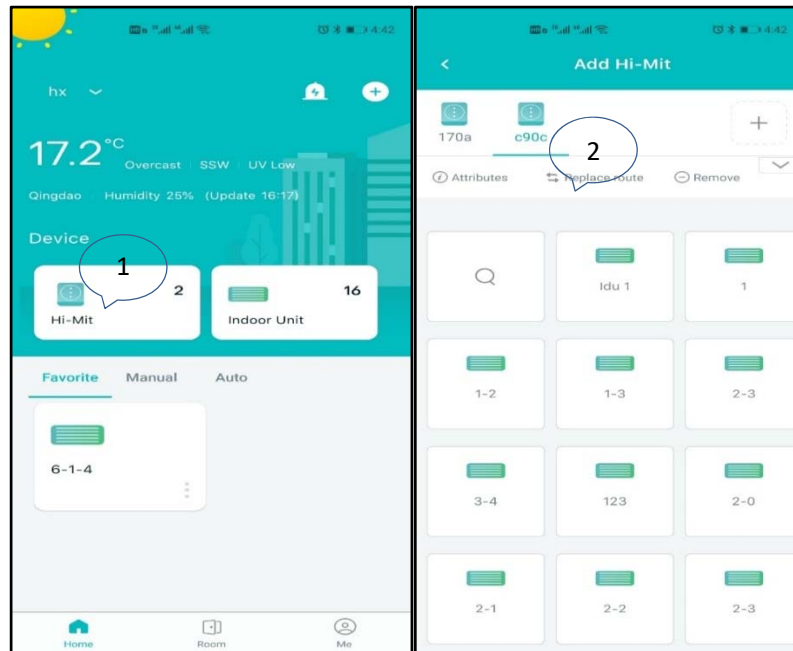 4:42
hx
17.2°C Overcast SSW UV Low
Qingdao Humidity 25% (Update 16:17)
Device
1
2
Hi-Mit
16
Indoor Unit
Favorite Manual Auto
6-1-4
Home Room Me
4:42
Add Hi-Mit
170a c90c
2
Attributes Replace route Remove
Idu 1 1
1-2 1-3 2-3
3-4 123 2-0
2-1 2-2 2-3